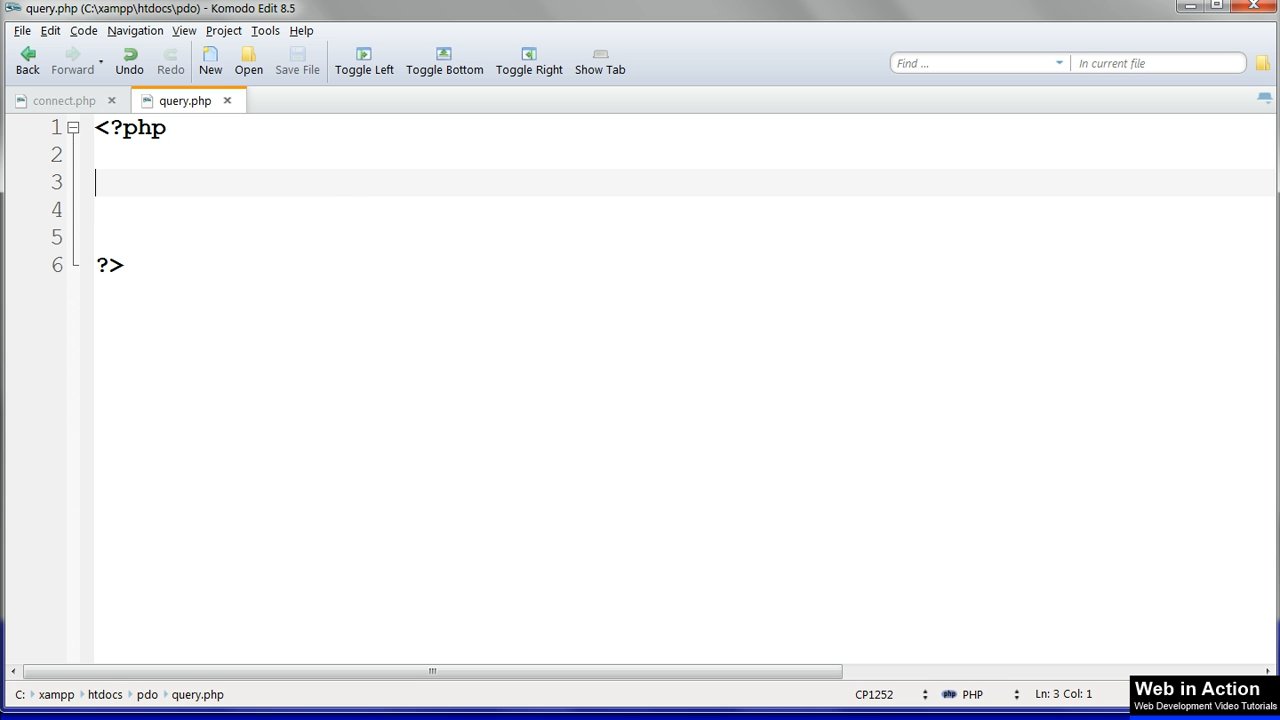 query.php (C:\xampp\htdocs\pdo) - Komodo Edit 8.5
File Edit Code Navigation View Project Tools Help
Back Forward Undo Redo New Open Save File Toggle Left Toggle Bottom Toggle Right Show Tab Find ... In current file
connect.php query.php
1 <?php
2
3
4
5
6 ?>
C: xampp htdocs pdo query.php CP1252 php PHP Ln: 3 Col: 1
Web in Action
Web Development Video Tutorials